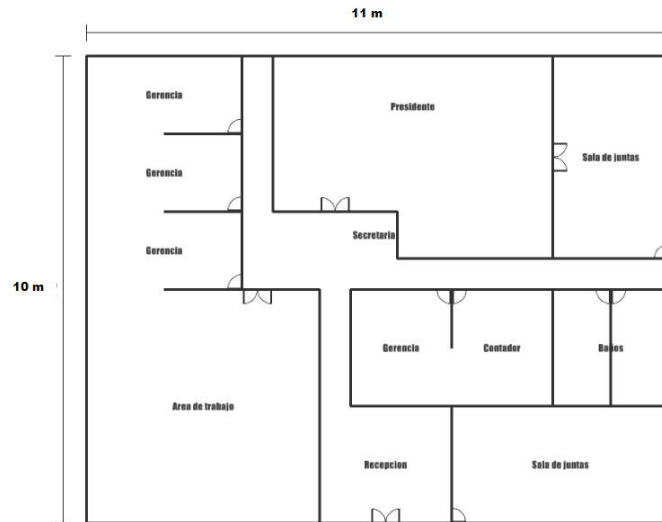 11 m
Gerencia
Presidente
Gerencia
Sala de juntas
Secretaria
Gerencia
10 m
Gerencia
Contador
Baños
Area de trabajo
Recepcion
Sala de juntas